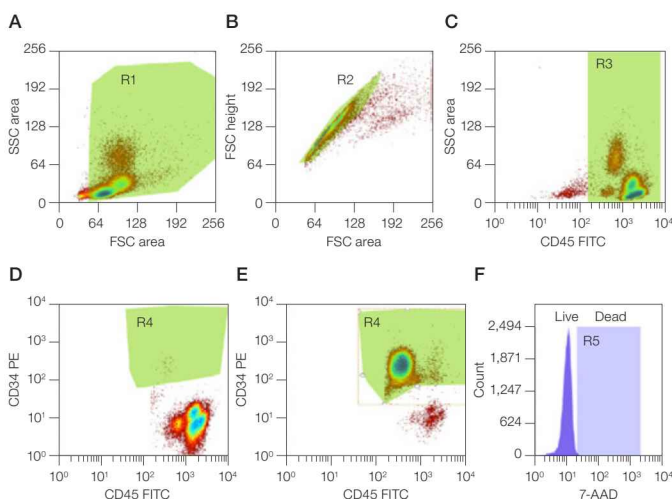 A
SSC area
256
192
128
64
0
R1
0 64 128 192 256
FSC area
B
FSC height
256
192
128
64
0
R2
64 128 192 256
FSC area
C
SSC area
256
192
128
64
0
R3
10⁰ 10¹ 10² 10³ 10⁴
CD45 FITC
D
CD34 PE
10⁴
10³
10²
10¹
10⁰
R4
10⁰ 10¹ 10² 10³ 10⁴
CD45 FITC
E
CD34 PE
10⁴
10³
10²
10¹
10⁰
R4
10⁰ 10¹ 10² 10³ 10⁴
CD45 FITC
F
Live Dead
Count
2,494
1,871
1,247
624
0
R5
10⁰ 10¹ 10² 10³ 10⁴
7-AAD